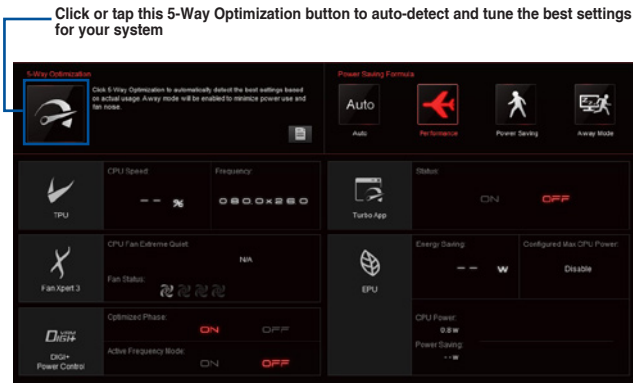 Click or tap this 5-Way Optimization button to auto-detect and tune the best settings
for your system
5-Way Optimization
Click 5-Way Optimization to automatically detect the best settings based
on actual usage. Away mode will be enabled to minimize power use and
fan noise.
Power Saving Formula
Auto
Auto
Performance
Power Saving
Away Mode
TPU
CPU Speed:
-- %
Frequency:
080.0x260
Turbo App
Status:
ON OFF
Fan Xpert 3
CPU Fan Extreme Quiet:
N/A
Fan Status:
EPU
Energy Saving:
-- W
Configured Max CPU Power:
Disable
CPU Power:
0.8 W
Power Saving:
-- W
DIGI+ VRM
DIGI+
Power Control
Optimized Phase:
ON OFF
Active Frequency Mode:
ON OFF